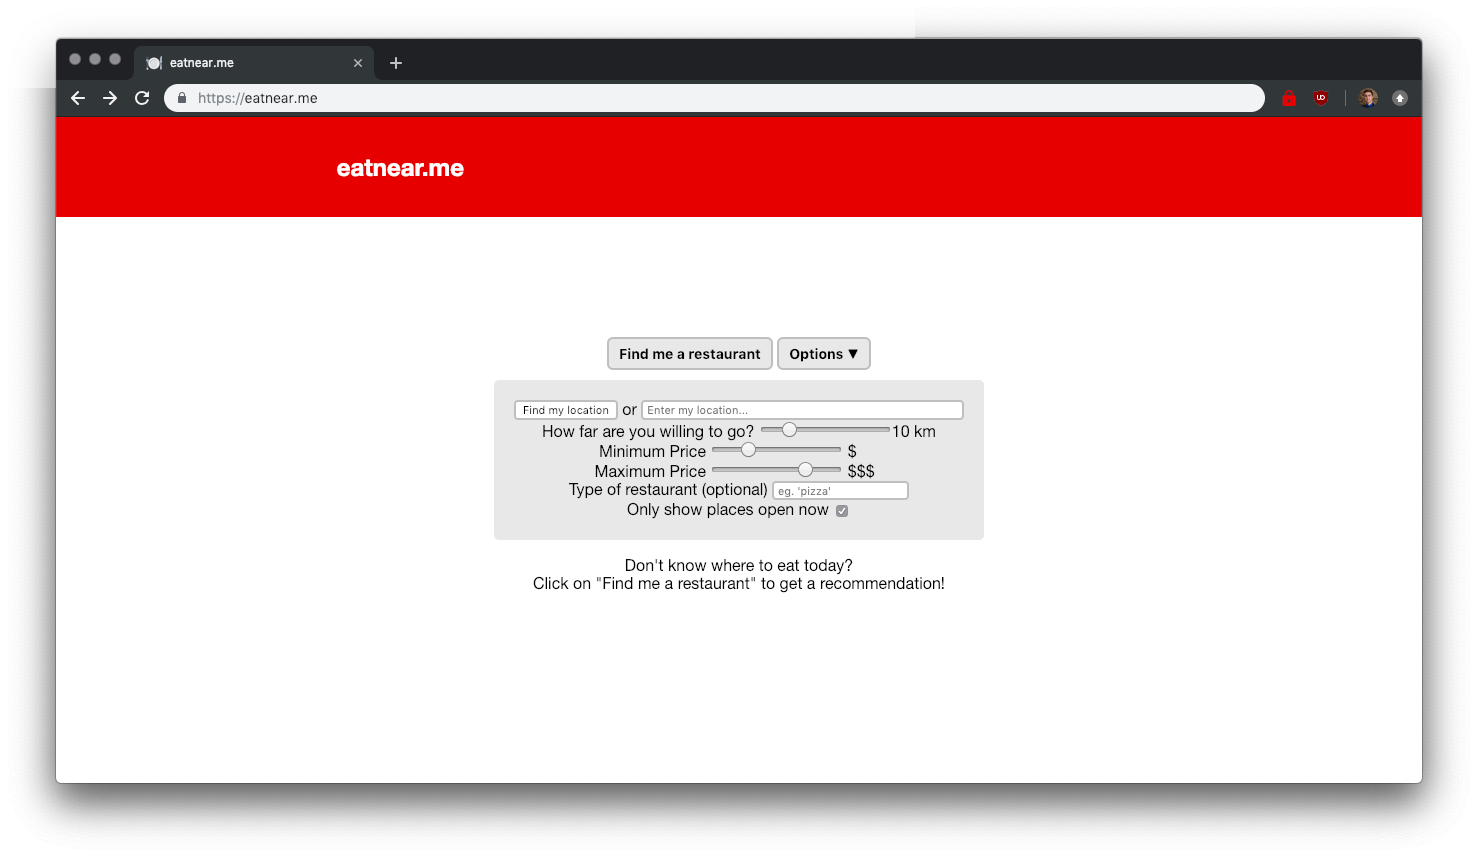 eatnear.me
https://eatnear.me
eatnear.me
Find me a restaurant Options ▼
Find my location or Enter my location...
How far are you willing to go? 10 km
Minimum Price $
Maximum Price $$$
Type of restaurant (optional) eg. 'pizza'
Only show places open now
Don't know where to eat today?
Click on "Find me a restaurant" to get a recommendation!